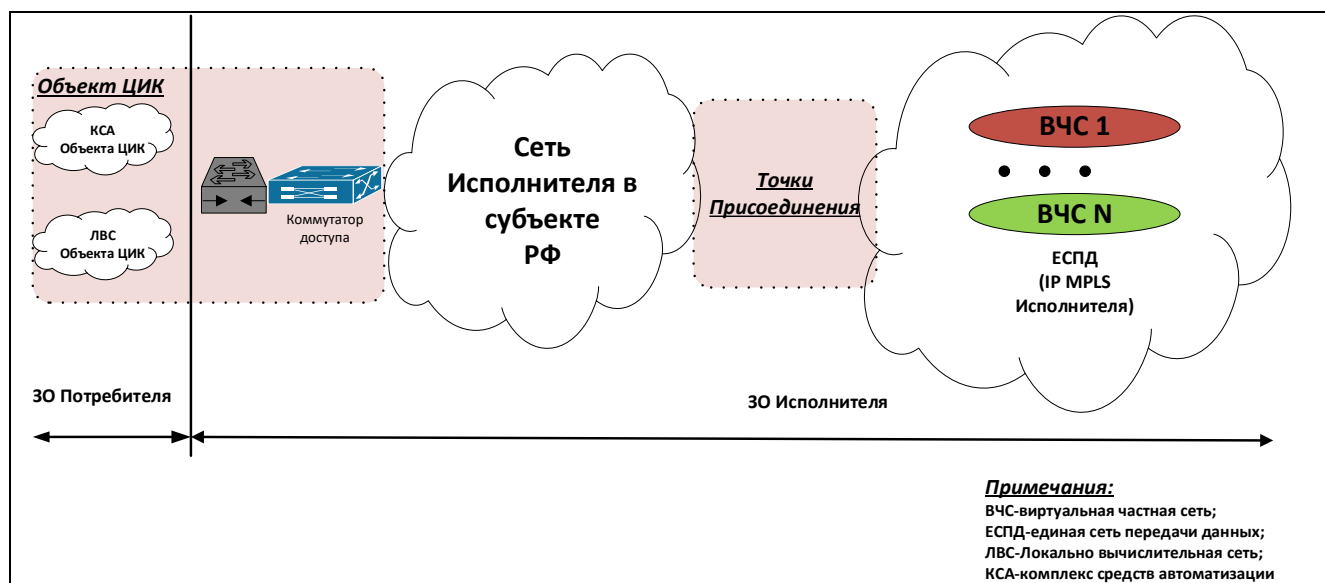 Объект ЦИК
КСА
Объекта ЦИК
ЛВС
Объекта ЦИК
Коммутатор
доступа
Сеть
Исполнителя в
субъекте
РФ
Точки
Присоединения
ВЧС 1
ВЧС N
ЕСПД
(IP MPLS
Исполнителя)
ЗО Потребителя
ЗО Исполнителя
Примечания:
ВЧС-виртуальная частная сеть;
ЕСПД-единая сеть передачи данных;
ЛВС-Локально вычислительная сеть;
КСА-комплекс средств автоматизации